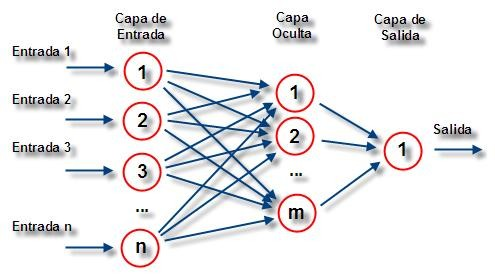 Capa de
Entrada
Capa
Oculta
Capa de
Salida
Entrada 1
1
Entrada 2
2
Entrada 3
3
...
Entrada n
n
1
2
...
m
1
Salida